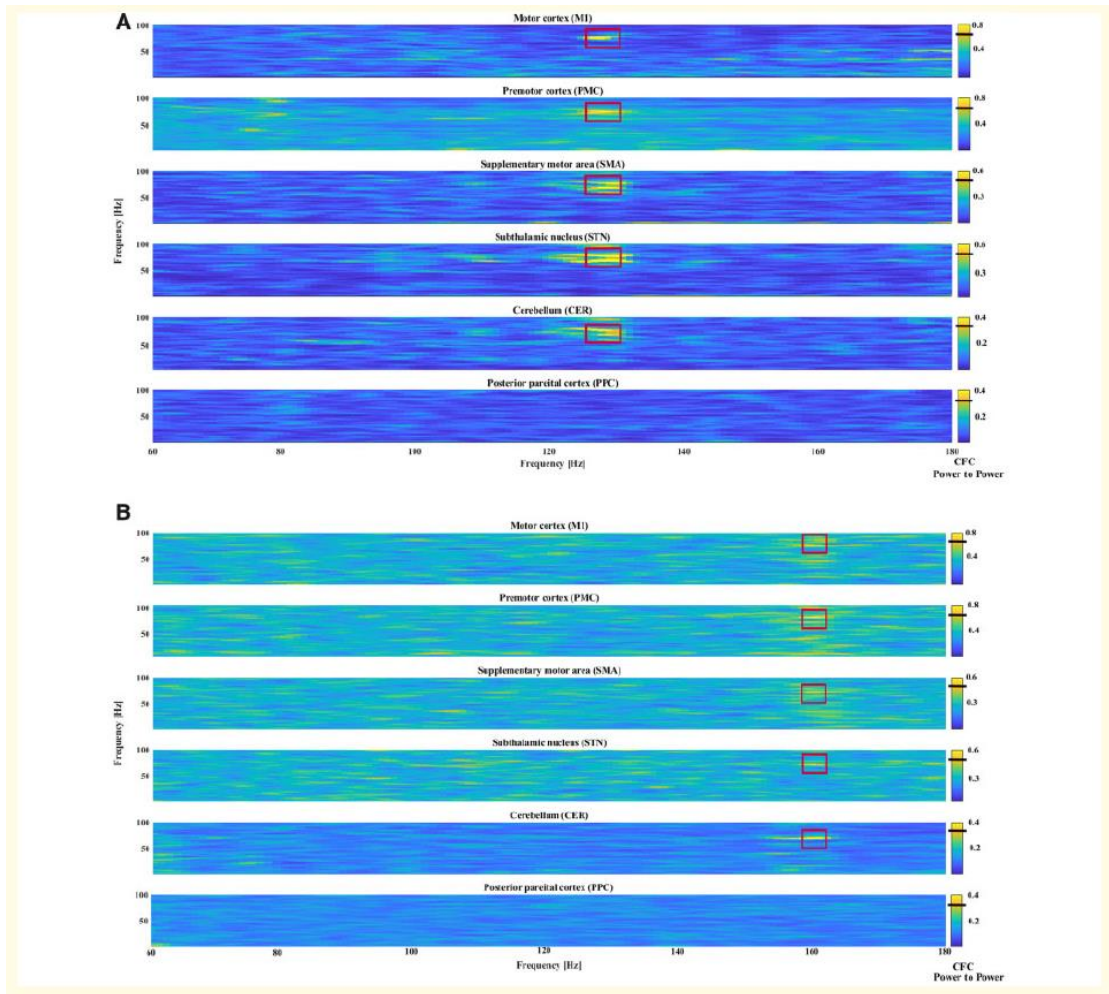 A
Motor cortex (MI)
100
50
0.8
0.4
Premotor cortex (PMC)
100
50
0.8
0.4
Supplementary motor area (SMA)
100
50
0.4
0.3
Frequency [Hz]
Subthalamic nucleus (STN)
100
50
0.6
0.3
Cerebellum (CER)
100
50
0.4
0.2
Posterior pareital cortex (PPC)
100
50
0.4
0.2
60 80 100 120 140 160 180
Frequency [Hz]
CFC
Power to Power
B
Motor cortex (MI)
100
50
0.8
0.4
Premotor cortex (PMC)
100
50
0.8
0.4
Supplementary motor area (SMA)
100
50
0.6
0.3
Frequency [Hz]
Subthalamic nucleus (STN)
100
50
0.6
0.3
Cerebellum (CER)
100
50
0.4
0.2
Posterior pareital cortex (PPC)
100
50
0.4
0.2
60 80 100 120 140 160 180
Frequency [Hz]
CFC
Power to Power